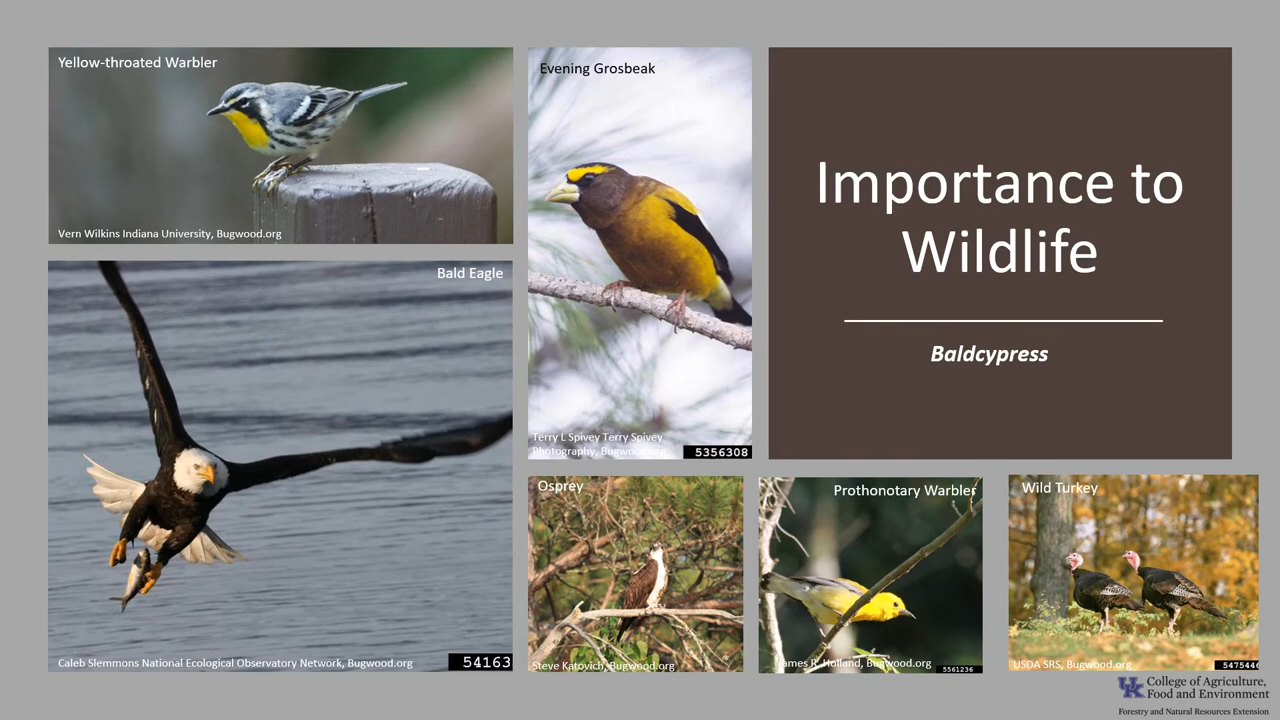 Yellow-throated Warbler
Vern Wilkins Indiana University, Bugwood.org
Evening Grosbeak
Terry L Spivey Terry Spivey
Photography, Bugwood.org
5356308
Importance to
Wildlife
Baldcypress
Bald Eagle
Caleb Slemmons National Ecological Observatory Network, Bugwood.org
54163
Osprey
Steve Katovich, Bugwood.org
Prothonotary Warbler
James R. Holland, Bugwood.org
5561236
Wild Turkey
USDA SRS, Bugwood.org
5475446
UK College of Agriculture,
Food and Environment
Forestry and Natural Resources Extension